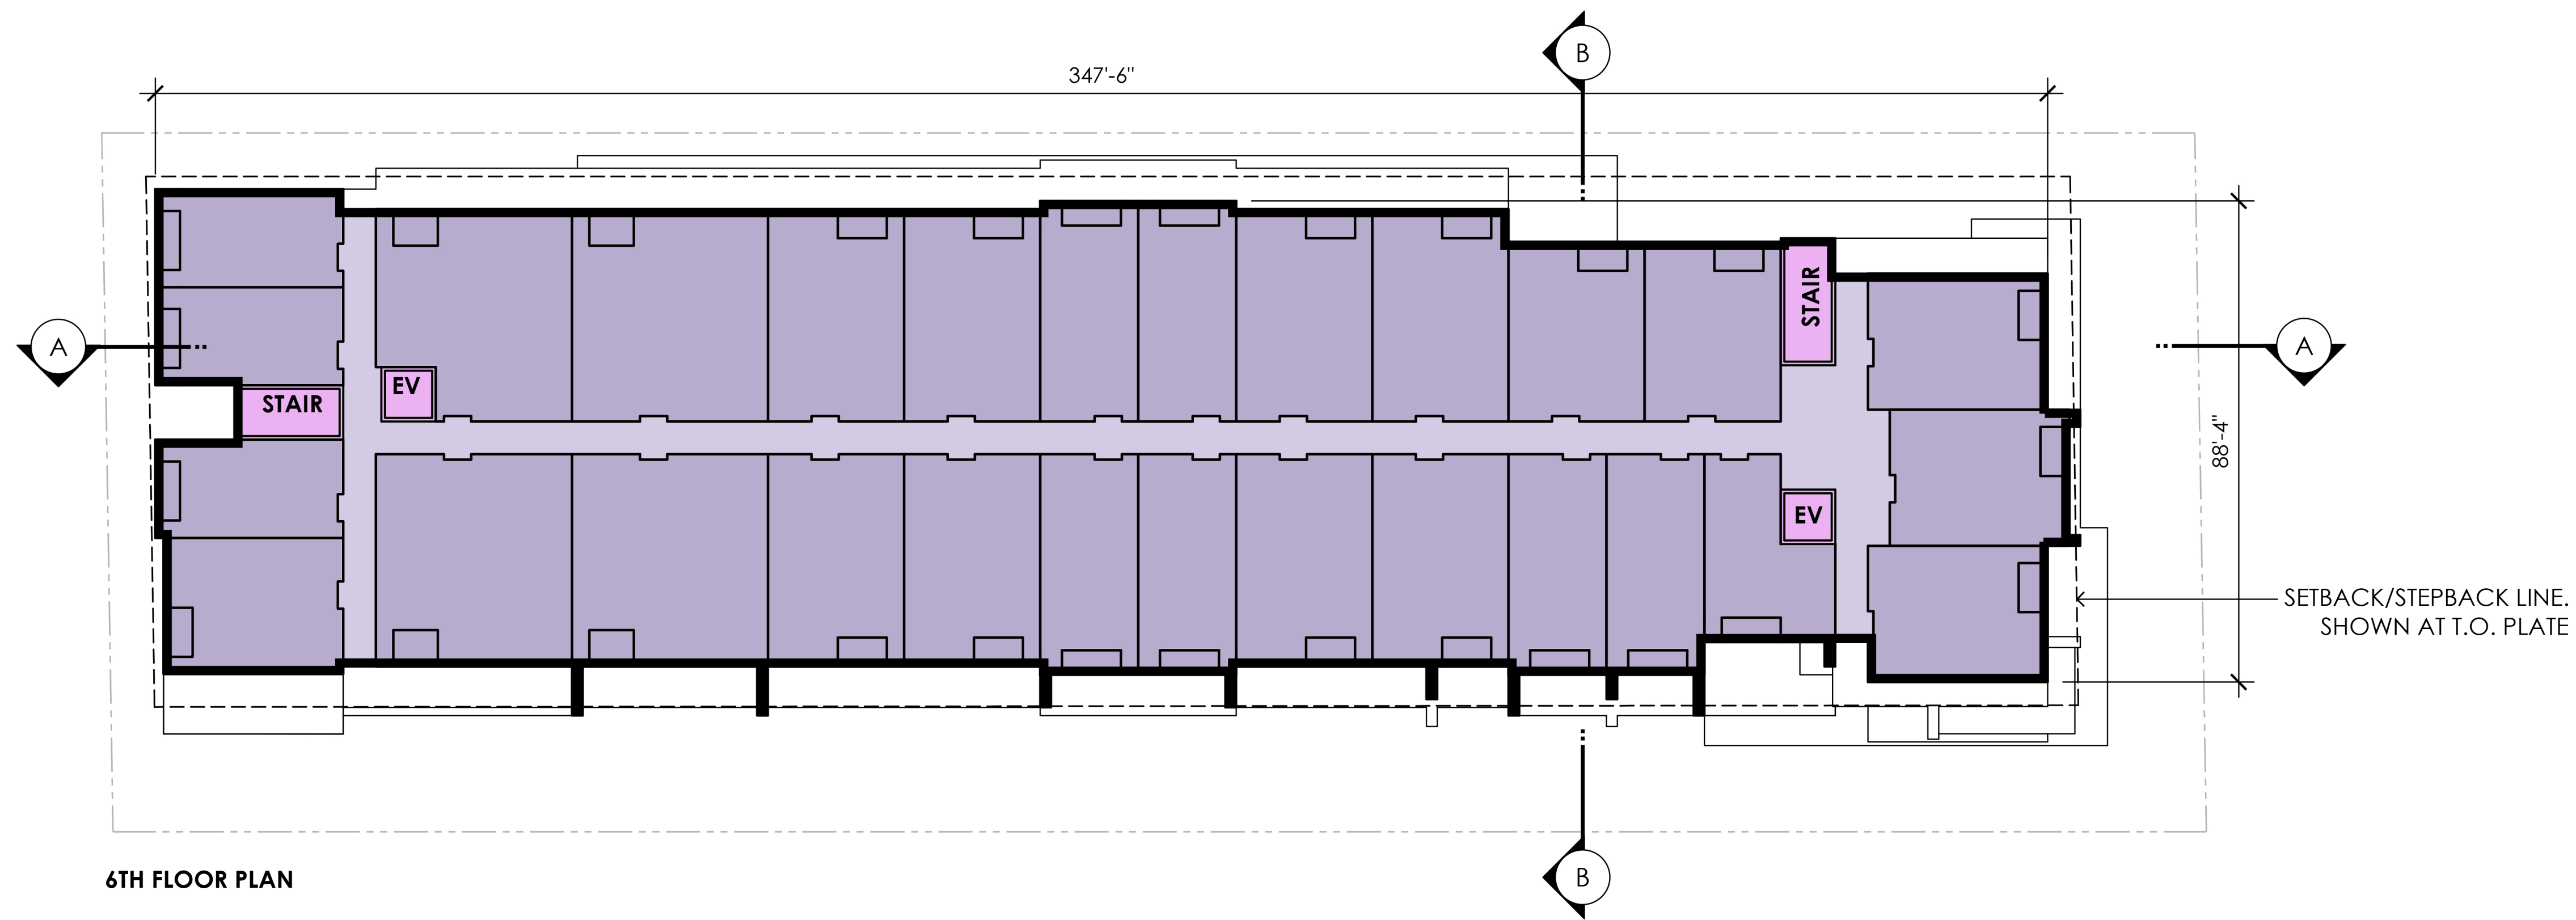 B
347'-6"
STAIR
A
A
EV
STAIR
88'-4"
EV
SETBACK/STEPBACK LINE.
SHOWN AT T.O. PLATE
B
6TH FLOOR PLAN